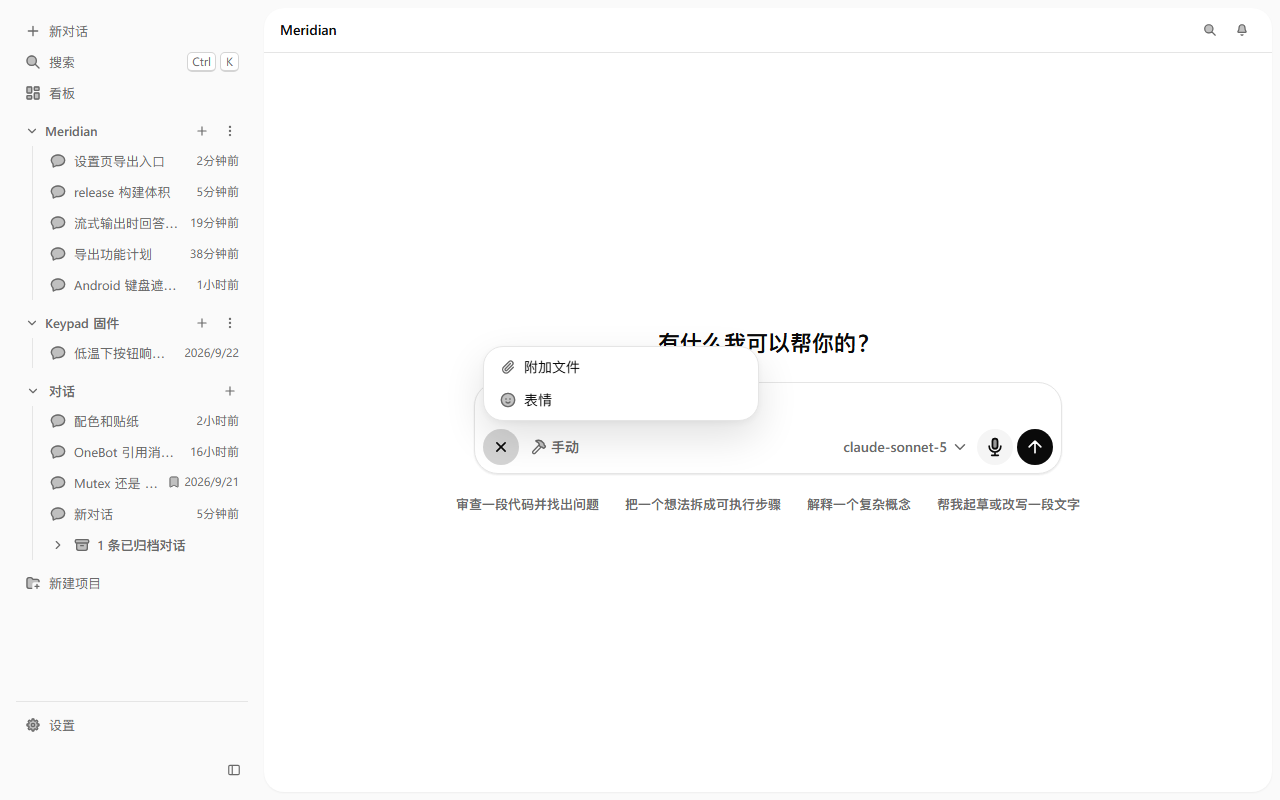 新对话
搜索 Ctrl K
看板
Meridian
设置页导出入口 2分钟前
release 构建体积 5分钟前
流式输出时回答… 19分钟前
导出功能计划 38分钟前
Android 键盘遮… 1小时前
Keypad 固件
低温下按钮响… 2026/9/22
对话
配色和贴纸 2小时前
OneBot 引用消… 16小时前
Mutex 还是 … 2026/9/21
新对话 5分钟前
1 条已归档对话
新建项目
设置
Meridian
有什么我可以帮你的？
附加文件
表情
手动 claude-sonnet-5
审查一段代码并找出问题 把一个想法拆成可执行步骤 解释一个复杂概念 帮我起草或改写一段文字